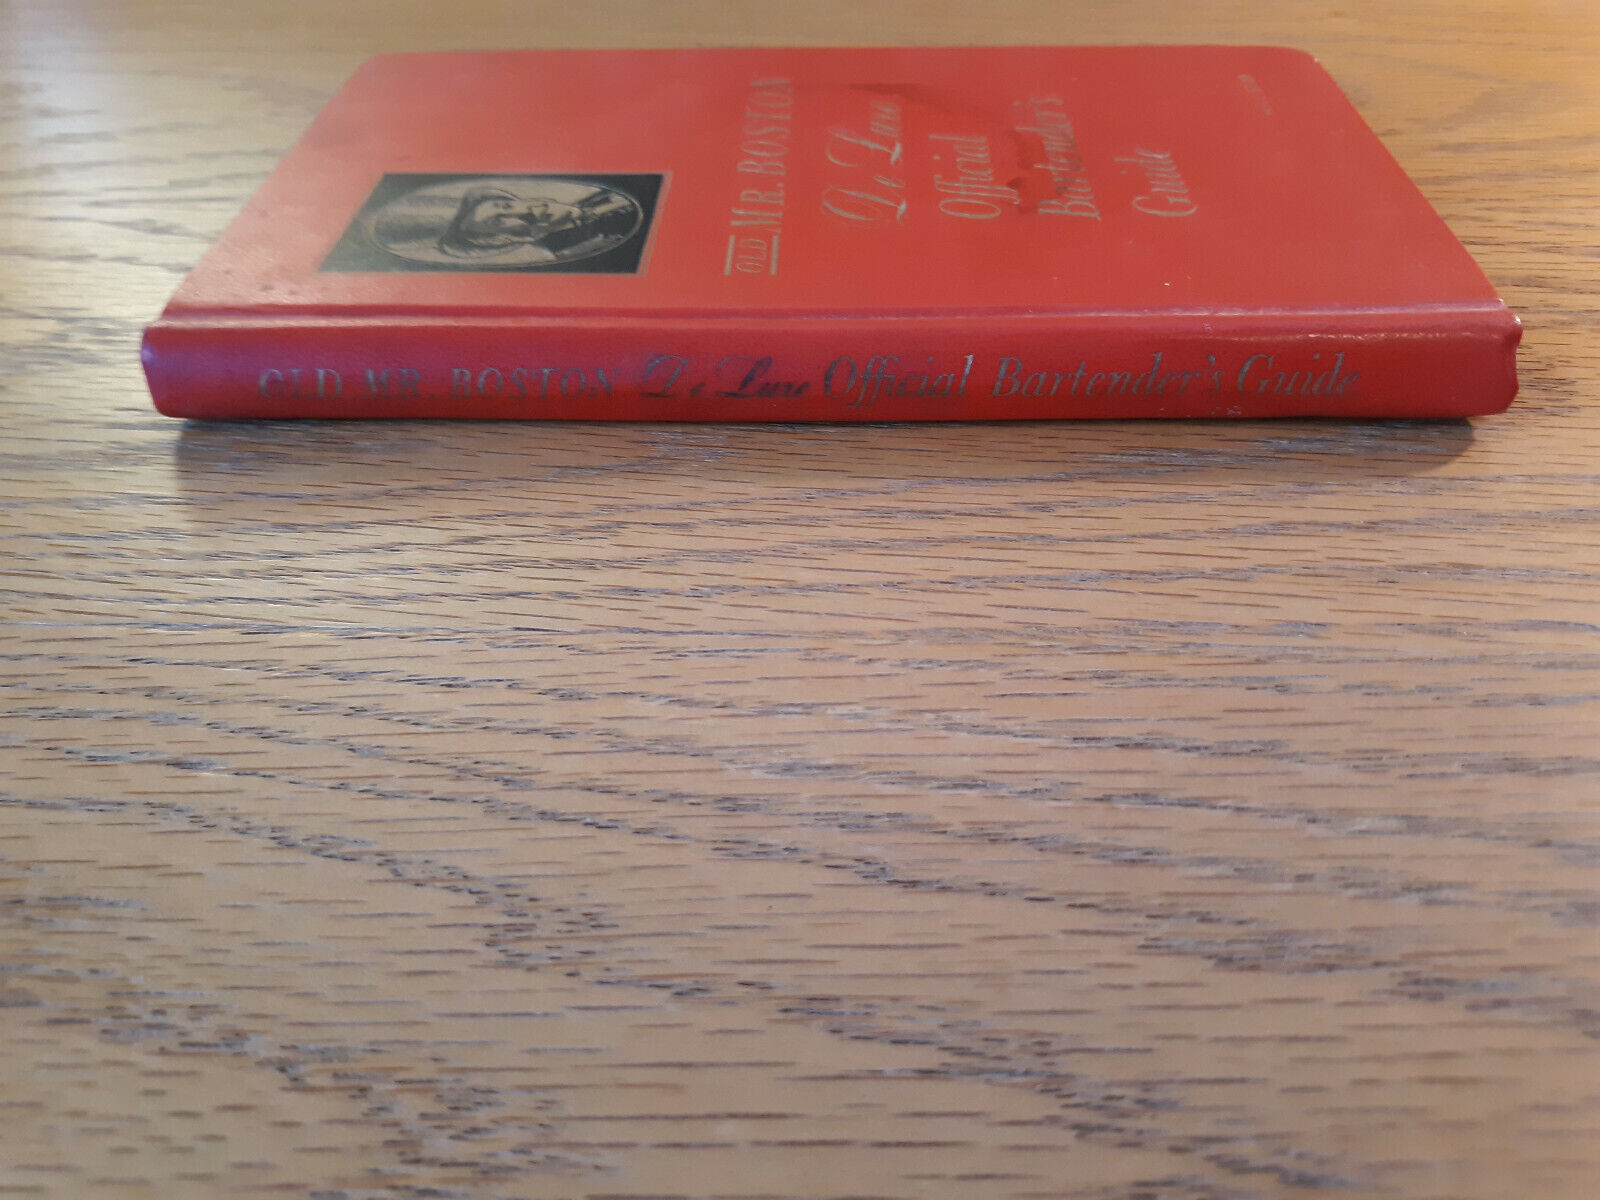 OLD MR. BOSTON
De Luxe
Official
Bartender's
Guide
OLD MR. BOSTON De Luxe Official Bartender's Guide